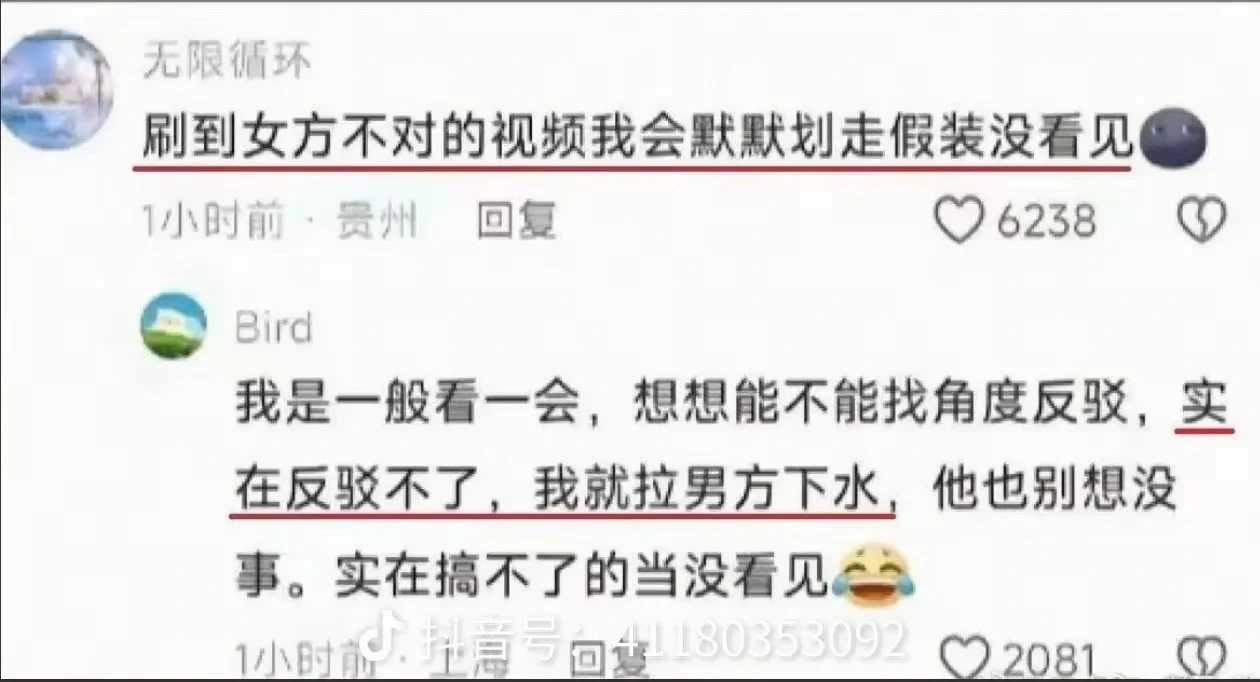 无限循环
刷到女方不对的视频我会默默划走假装没看见
1小时前 · 贵州 回复 6238
Bird
我是一般看一会，想想能不能找角度反驳，实
在反驳不了，我就拉男方下水，他也别想没
事。实在搞不了的当没看见
1小时前 · 上海 回复 2081
抖音号：41180353092